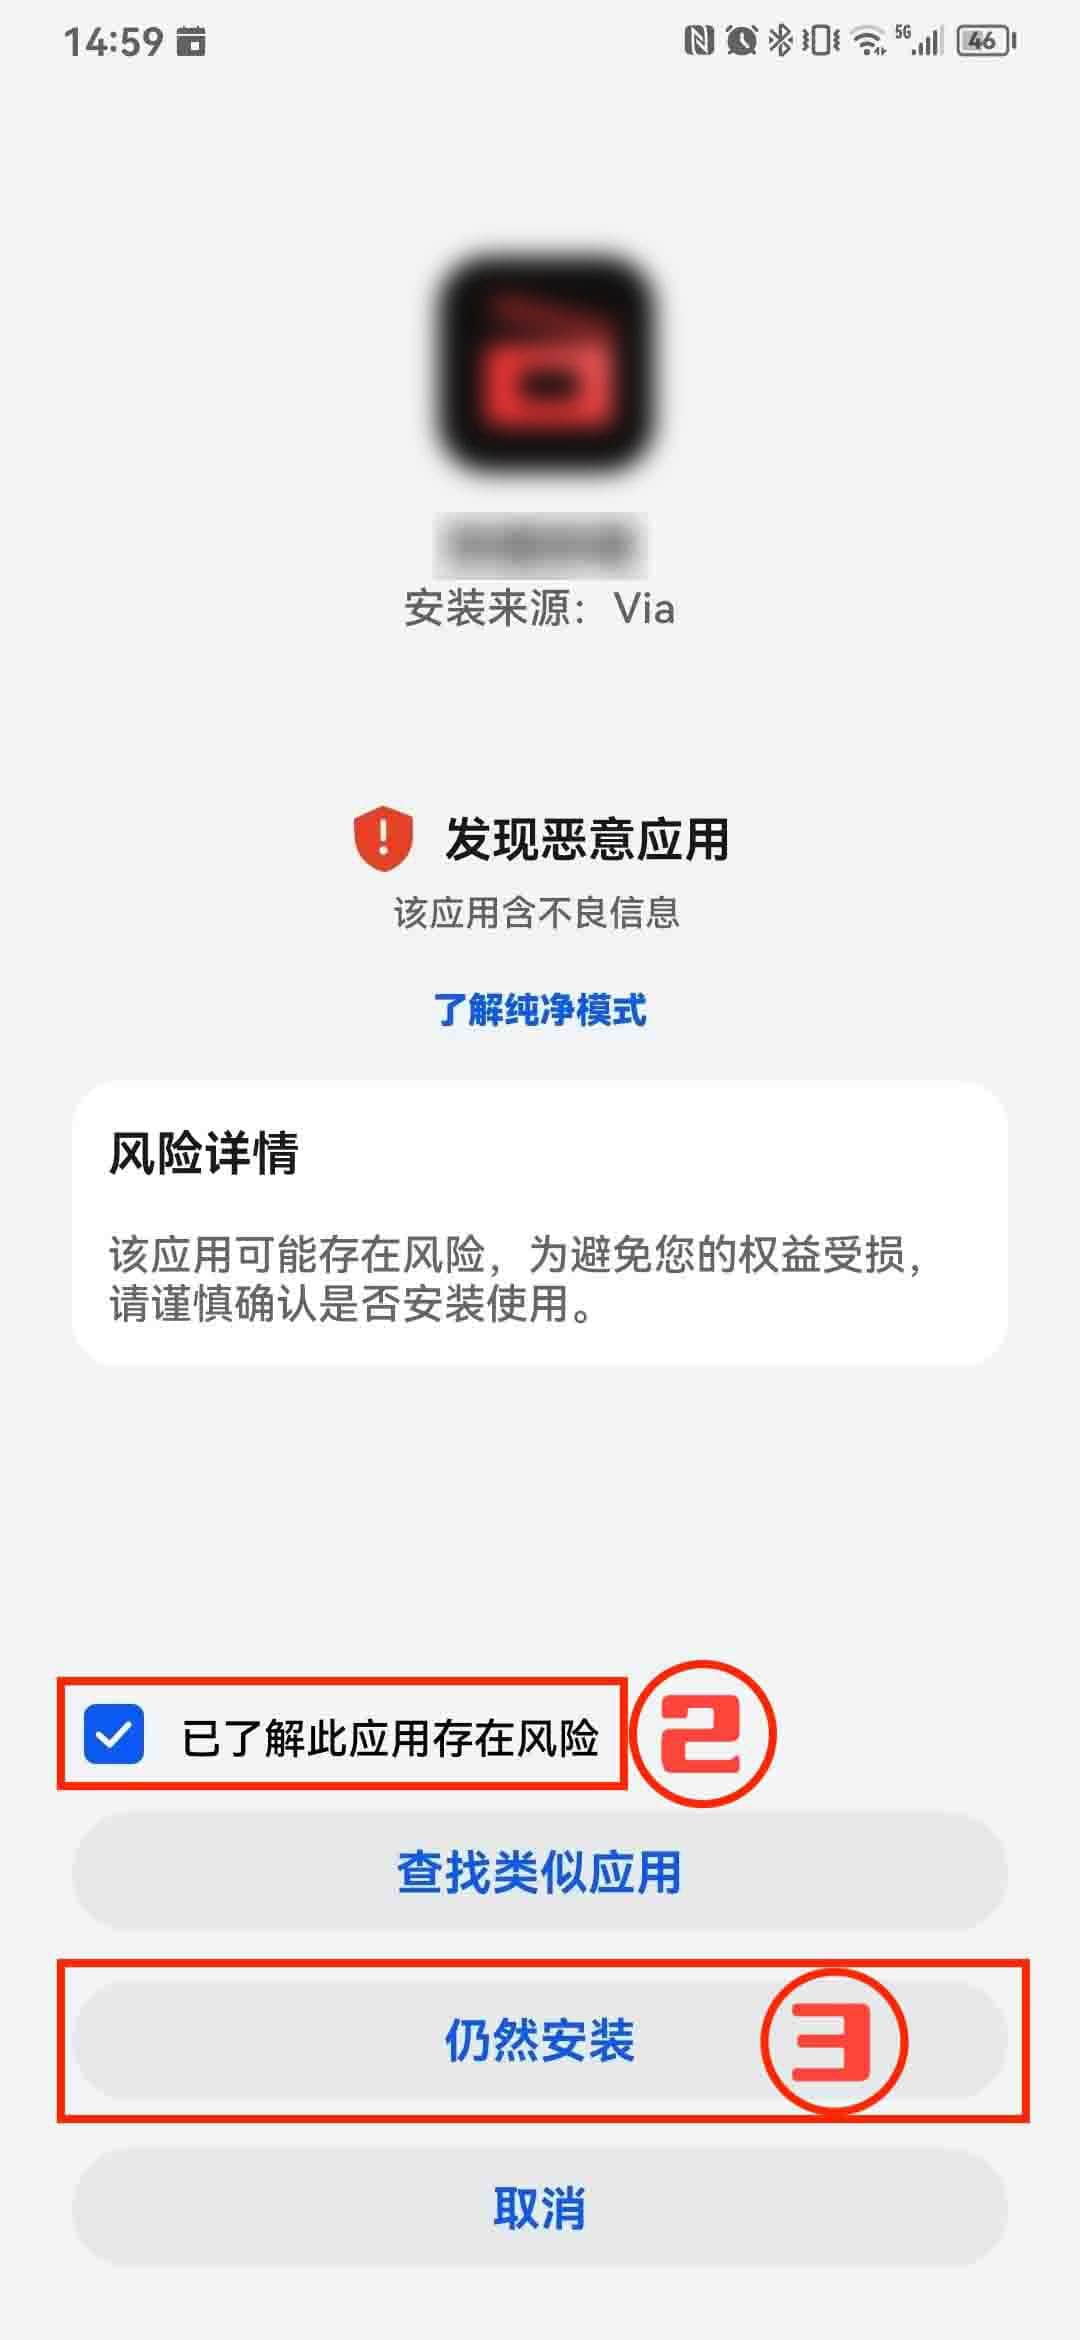 14:59
5G
46
安装来源：Via
发现恶意应用
该应用含不良信息
了解纯净模式
风险详情
该应用可能存在风险，为避免您的权益受损，
请谨慎确认是否安装使用。
已了解此应用存在风险
2
查找类似应用
仍然安装
3
取消